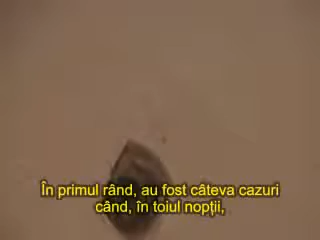 În primul rând, au fost câteva cazuri
când, în toiul nopții,